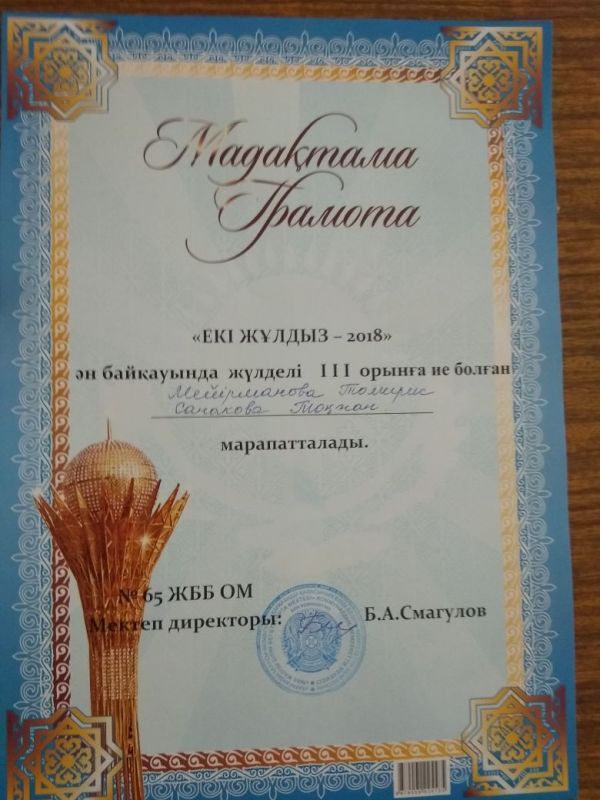 Мадақтама
Грамота
«ЕКІ ЖҰЛДЫЗ – 2018»
ән байқауында жүлделі III орынға ие болған
Мейірманова Томирис
Санакова Тоңжан
марапатталады.
№ 65 ЖББ ОМ
Мектеп директоры: Б.А.Смагулов